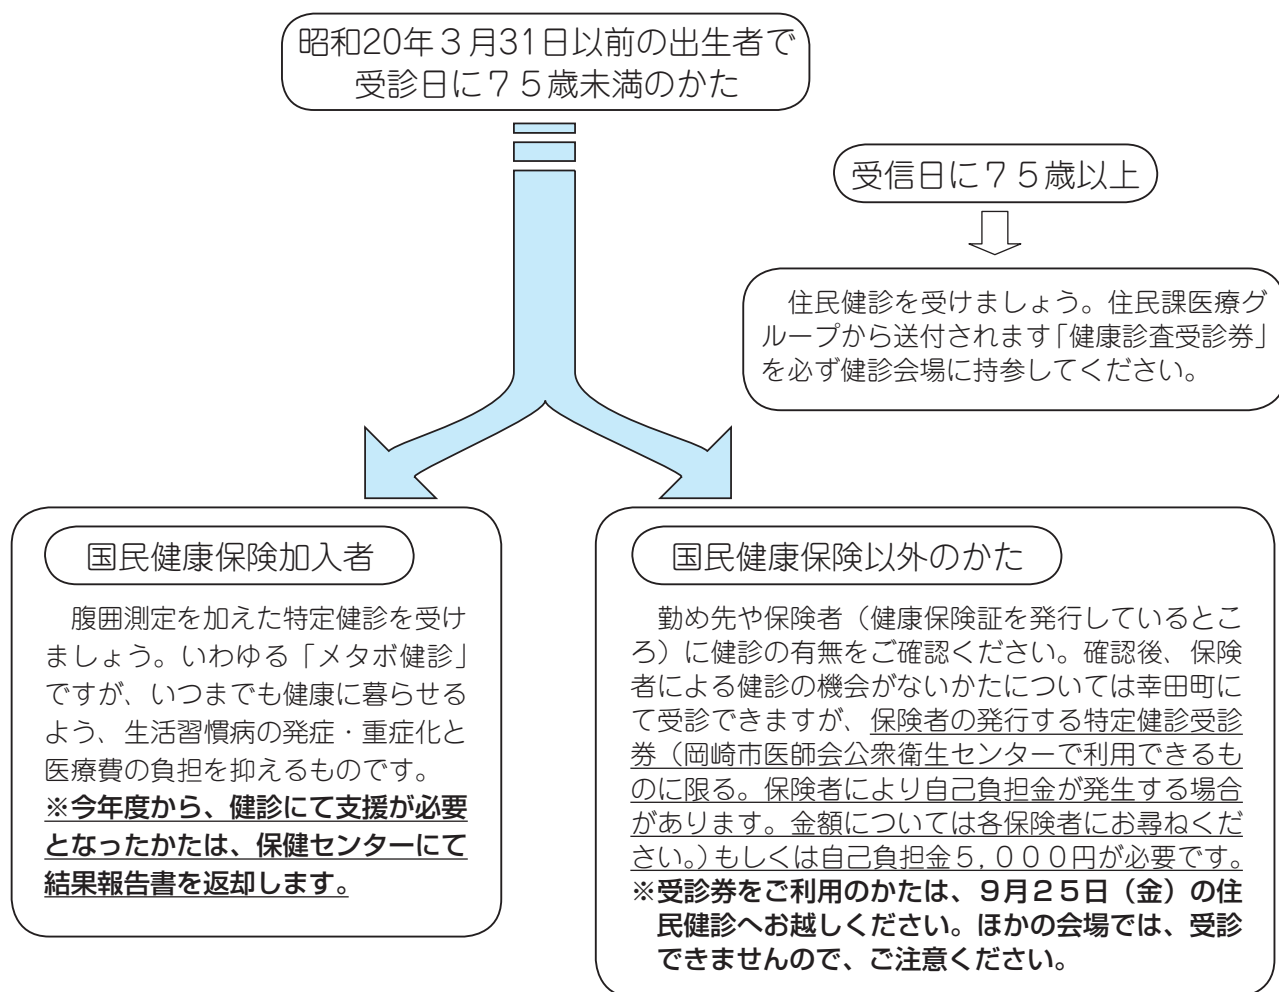 昭和20年３月31日以前の出生者で
受診日に７５歳未満のかた
受信日に７５歳以上
住民健診を受けましょう。住民課医療グ
ループから送付されます「健康診査受診券」
を必ず健診会場に持参してください。
国民健康保険加入者
腹囲測定を加えた特定健診を受け
ましょう。いわゆる「メタボ健診」
ですが、いつまでも健康に暮らせる
よう、生活習慣病の発症・重症化と
医療費の負担を抑えるものです。
※今年度から、健診にて支援が必要
となったかたは、保健センターにて
結果報告書を返却します。
国民健康保険以外のかた
勤め先や保険者（健康保険証を発行しているとこ
ろ）に健診の有無をご確認ください。確認後、保険
者による健診の機会がないかたについては幸田町に
て受診できますが、保険者の発行する特定健診受診
券（岡崎市医師会公衆衛生センターで利用できるも
のに限る。保険者により自己負担金が発生する場合
があります。金額については各保険者にお尋ねくだ
さい。）もしくは自己負担金５,０００円が必要です。
※受診券をご利用のかたは、９月２５日（金）の住
民健診へお越しください。ほかの会場では、受診
できませんので、ご注意ください。